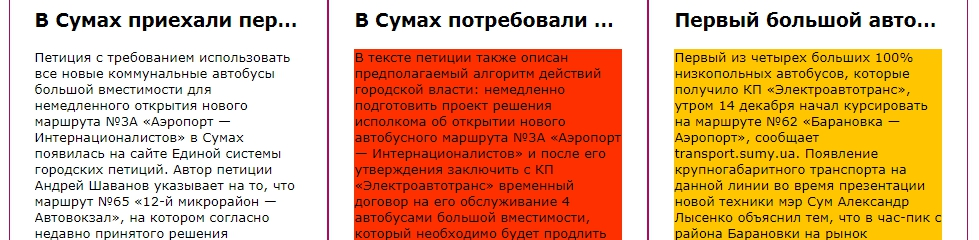 В Сумах приехали пер...
Петиция с требованием использовать
все новые коммунальные автобусы
большой вместимости для
немедленного открытия нового
маршрута №3А «Аэропорт —
Интернационалистов» в Сумах
появилась на сайте Единой системы
городских петиций. Автор петиции
Андрей Шаванов указывает на то, что
маршрут №65 «12-й микрорайон —
Автовокзал», на котором согласно
недавно принятого решения
В Сумах потребовали ...
В тексте петиции также описан
предполагаемый алгоритм действий
городской власти: немедленно
подготовить проект решения
исполкома об открытии нового
автобусного маршрута №3А «Аэропорт
— Интернационалистов» и после его
утверждения заключить с КП
«Электроавтотранс» временный
договор на его обслуживание 4
автобусами большой вместимости,
который необходимо будет продлить
Первый большой авто...
Первый из четырех больших 100%
низкопольных автобусов, которые
получило КП «Электроавтотранс»,
утром 14 декабря начал курсировать
на маршруте №62 «Барановка —
Аэропорт», сообщает
transport.sumy.ua. Появление
крупногабаритного транспорта на
данной линии во время презентации
новой техники мэр Сум Александр
Лысенко объяснил тем, что в час-пик с
района Барановки на рынок